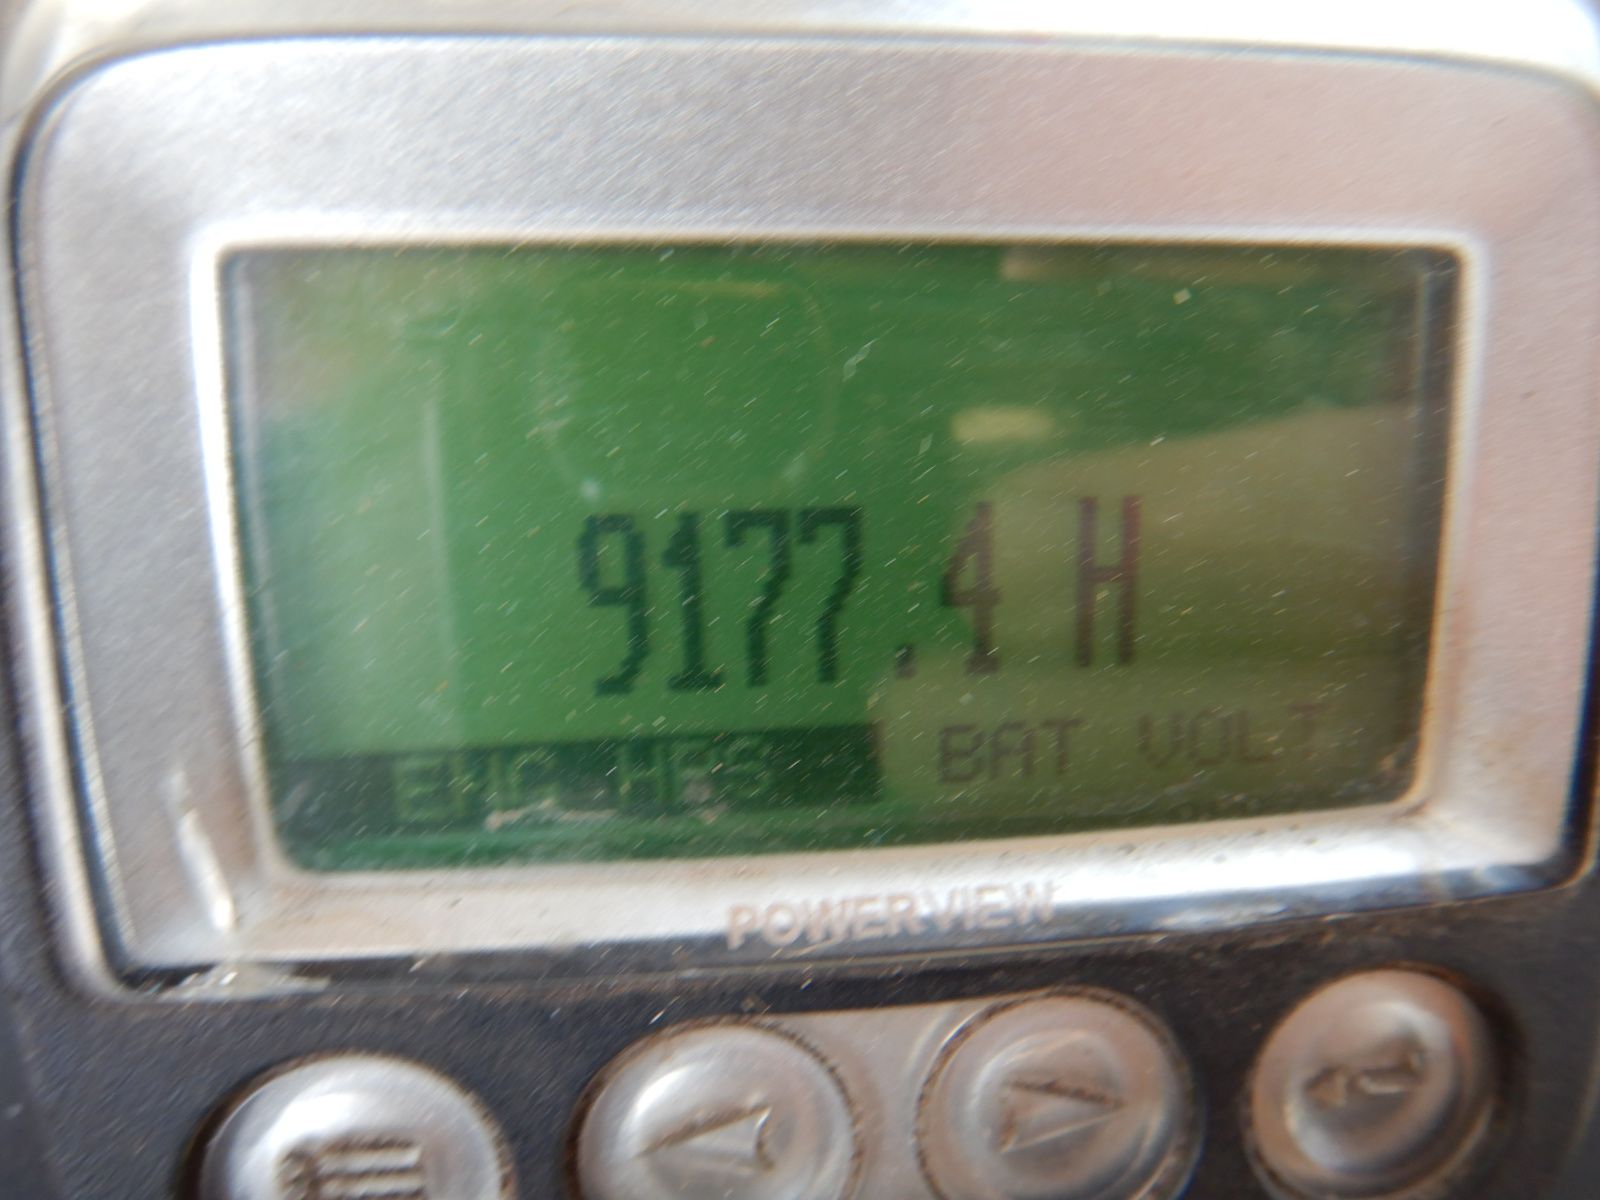 9177.4 H
ENG HRS BAT VOLT
POWERVIEW